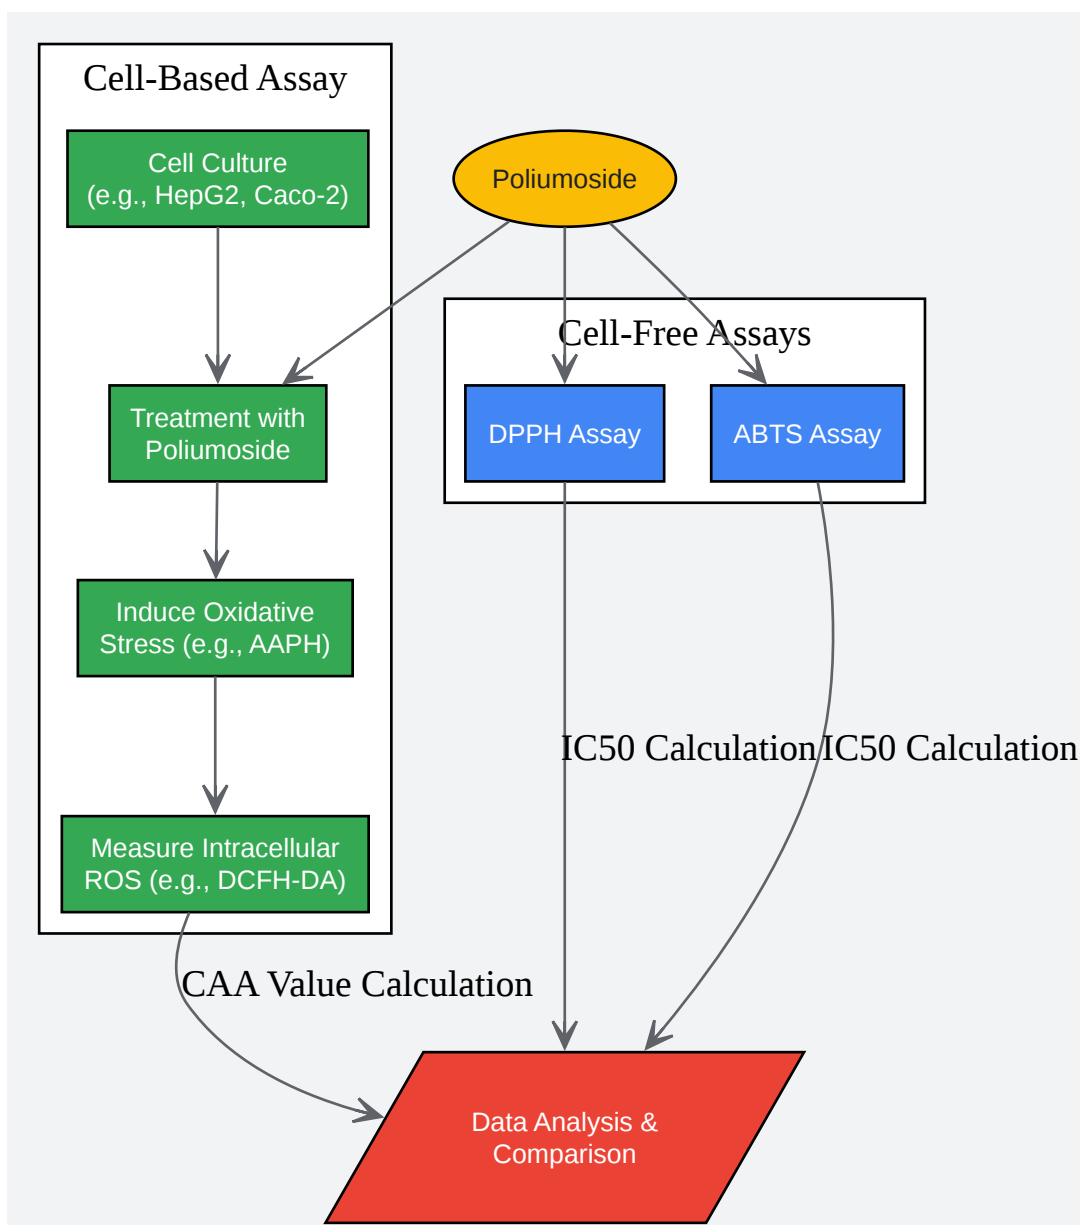 Cell-Based Assay
Cell Culture
(e.g., HepG2, Caco-2)
Poliumoside
Cell-Free Assays
Treatment with
Poliumoside
DPPH Assay
ABTS Assay
Induce Oxidative
Stress (e.g., AAPH)
IC50 Calculation
IC50 Calculation
Measure Intracellular
ROS (e.g., DCFH-DA)
CAA Value Calculation
Data Analysis &
Comparison